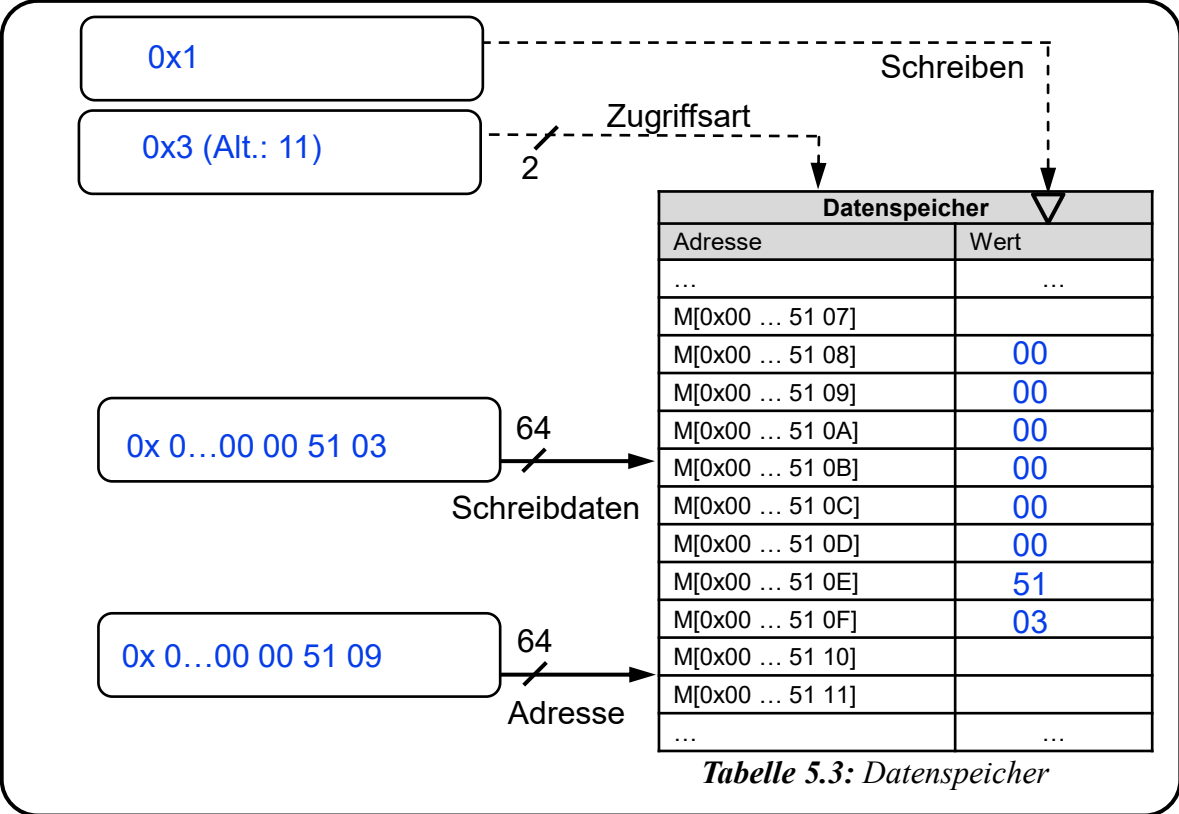 0x1
Schreiben
0x3 (Alt.: 11)
Zugriffsart
2
Datenspeicher
Adresse Wert
… …
M[0x00 … 51 07]
M[0x00 … 51 08] 00
M[0x00 … 51 09] 00
M[0x00 … 51 0A] 00
M[0x00 … 51 0B] 00
M[0x00 … 51 0C] 00
M[0x00 … 51 0D] 00
M[0x00 … 51 0E] 51
M[0x00 … 51 0F] 03
M[0x00 … 51 10]
M[0x00 … 51 11]
… …
0x 0…00 00 51 03
64
Schreibdaten
0x 0…00 00 51 09
64
Adresse
Tabelle 5.3: Datenspeicher